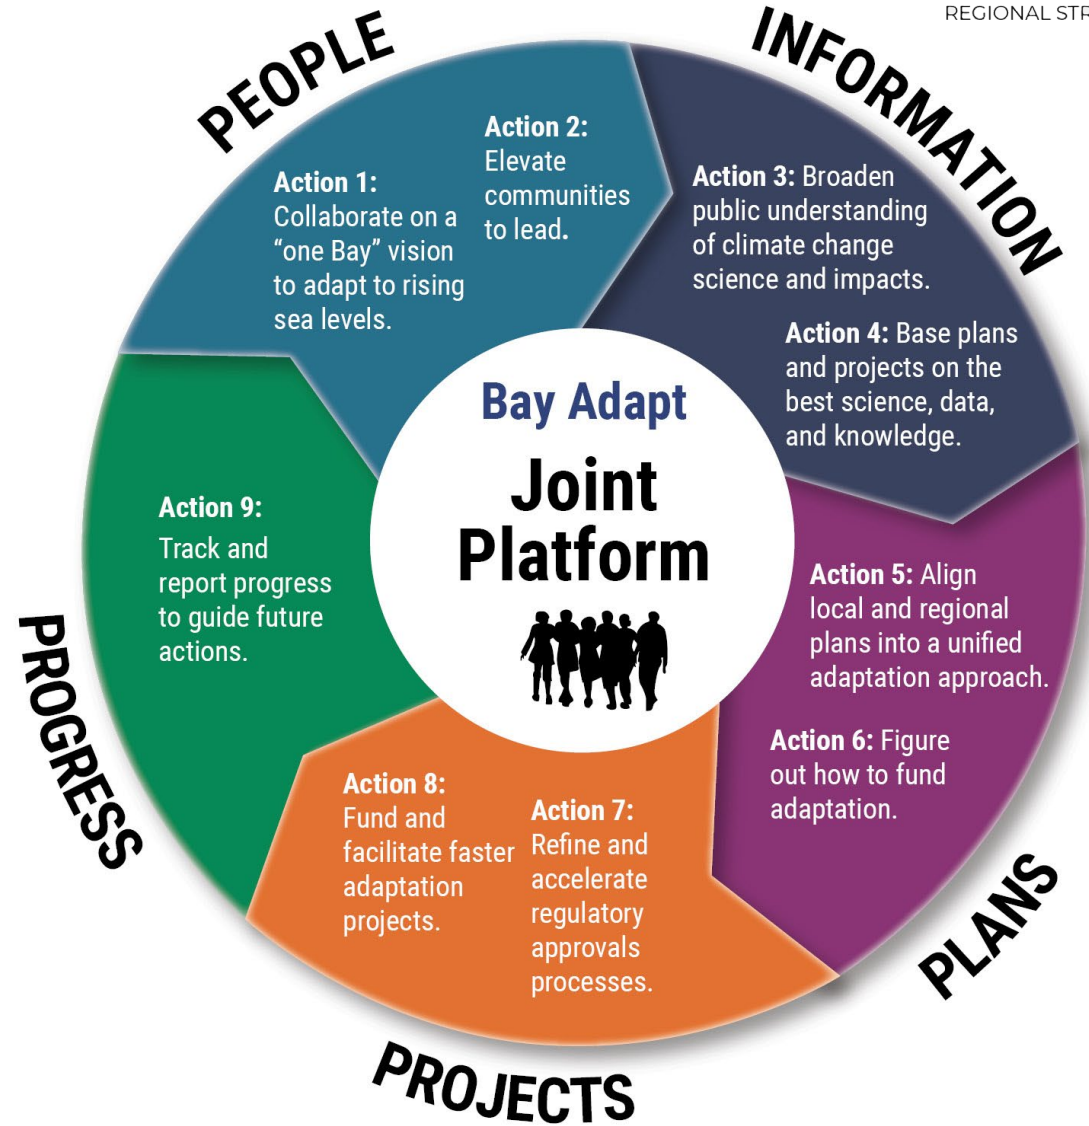 REGIONAL
PEOPLE
Action 1:
Collaborate on a
“one Bay” vision
to adapt to rising
sea levels.
Action 2:
Elevate
communities
to lead.
INFORMATION
Action 3: Broaden
public understanding
of climate change
science and impacts.
Action 4: Base plans
and projects on the
best science, data,
and knowledge.
PLANS
Action 5: Align
local and regional
plans into a unified
adaptation approach.
Action 6: Figure
out how to fund
adaptation.
PROJECTS
Action 7:
Refine and
accelerate
regulatory
approvals
processes.
Action 8:
Fund and
facilitate faster
adaptation
projects.
PROGRESS
Action 9:
Track and
report progress
to guide future
actions.
Bay Adapt
Joint
Platform